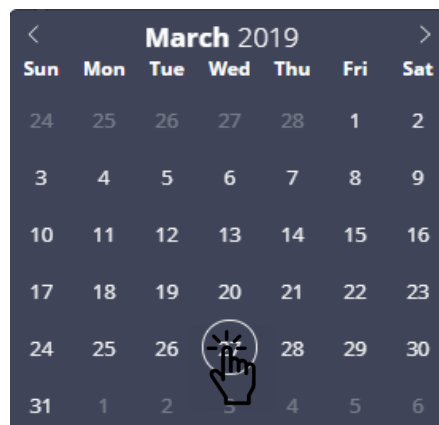 < March 2019 >
Sun Mon Tue Wed Thu Fri Sat
24 25 26 27 28 1 2
3 4 5 6 7 8 9
10 11 12 13 14 15 16
17 18 19 20 21 22 23
24 25 26 27 28 29 30
31 1 2 3 4 5 6